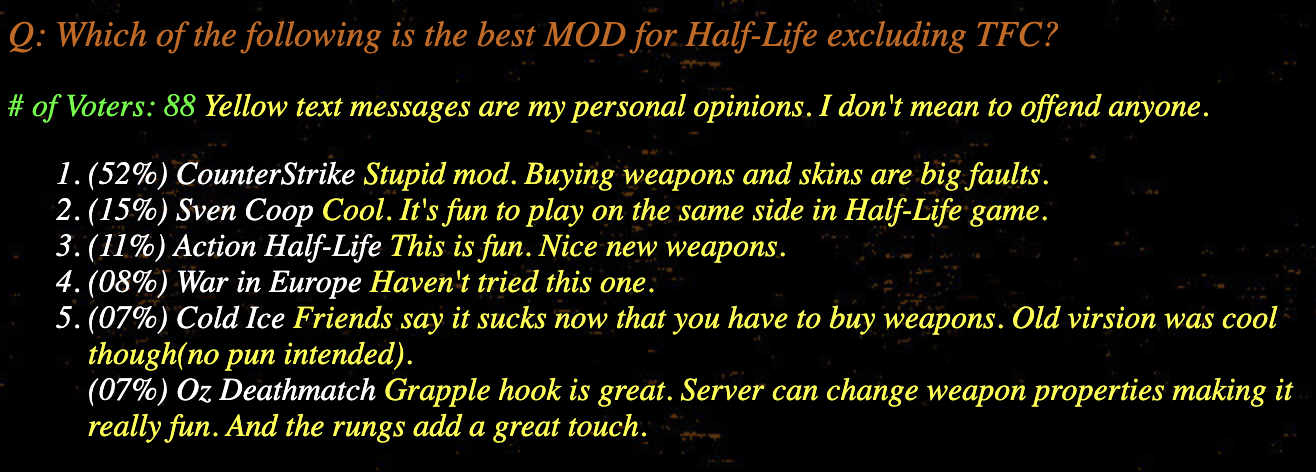 Q: Which of the following is the best MOD for Half-Life excluding TFC?
# of Voters: 88 Yellow text messages are my personal opinions. I don't mean to offend anyone.
1. (52%) CounterStrike Stupid mod. Buying weapons and skins are big faults.
2. (15%) Sven Coop Cool. It's fun to play on the same side in Half-Life game.
3. (11%) Action Half-Life This is fun. Nice new weapons.
4. (08%) War in Europe Haven't tried this one.
5. (07%) Cold Ice Friends say it sucks now that you have to buy weapons. Old virsion was cool
though(no pun intended).
(07%) Oz Deathmatch Grapple hook is great. Server can change weapon properties making it
really fun. And the rungs add a great touch.